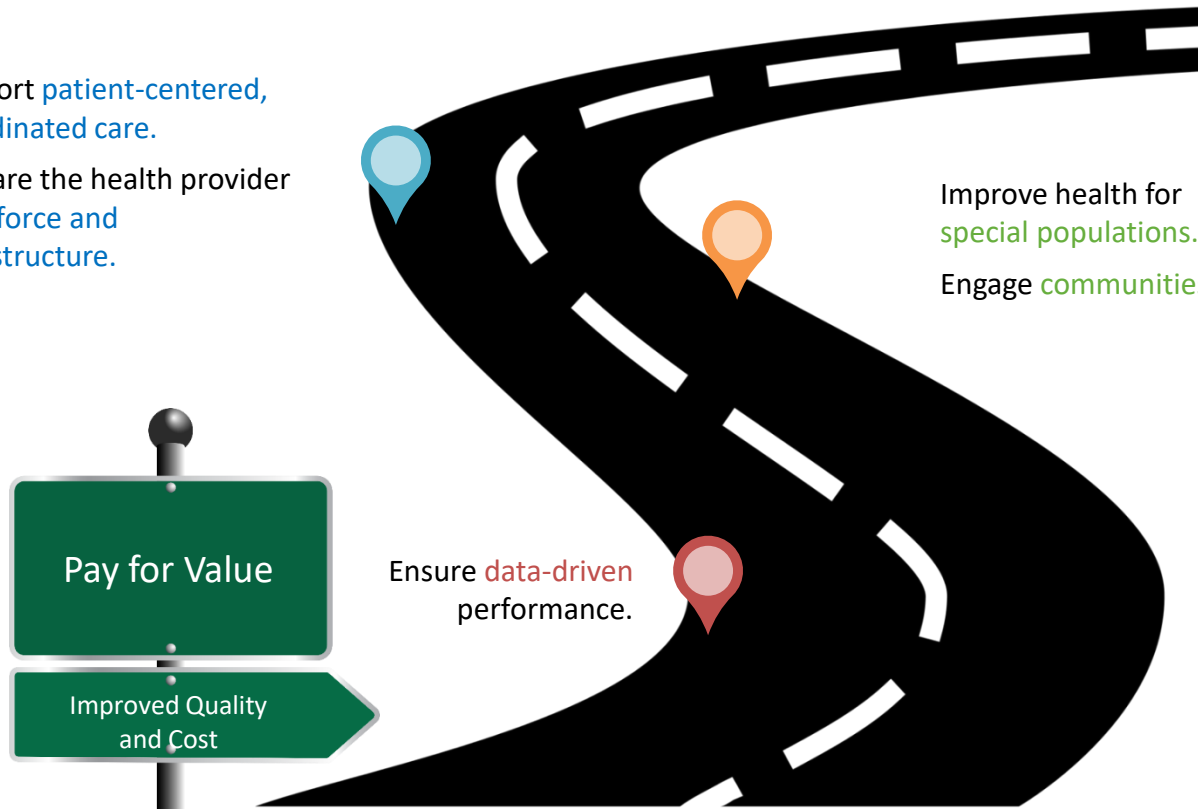 ort patient-centered,
dinated care.
are the health provider
force and
structure.
Improve health for
special populations.
Engage communitie
Pay for Value
Ensure data-driven
performance.
Improved Quality
and Cost